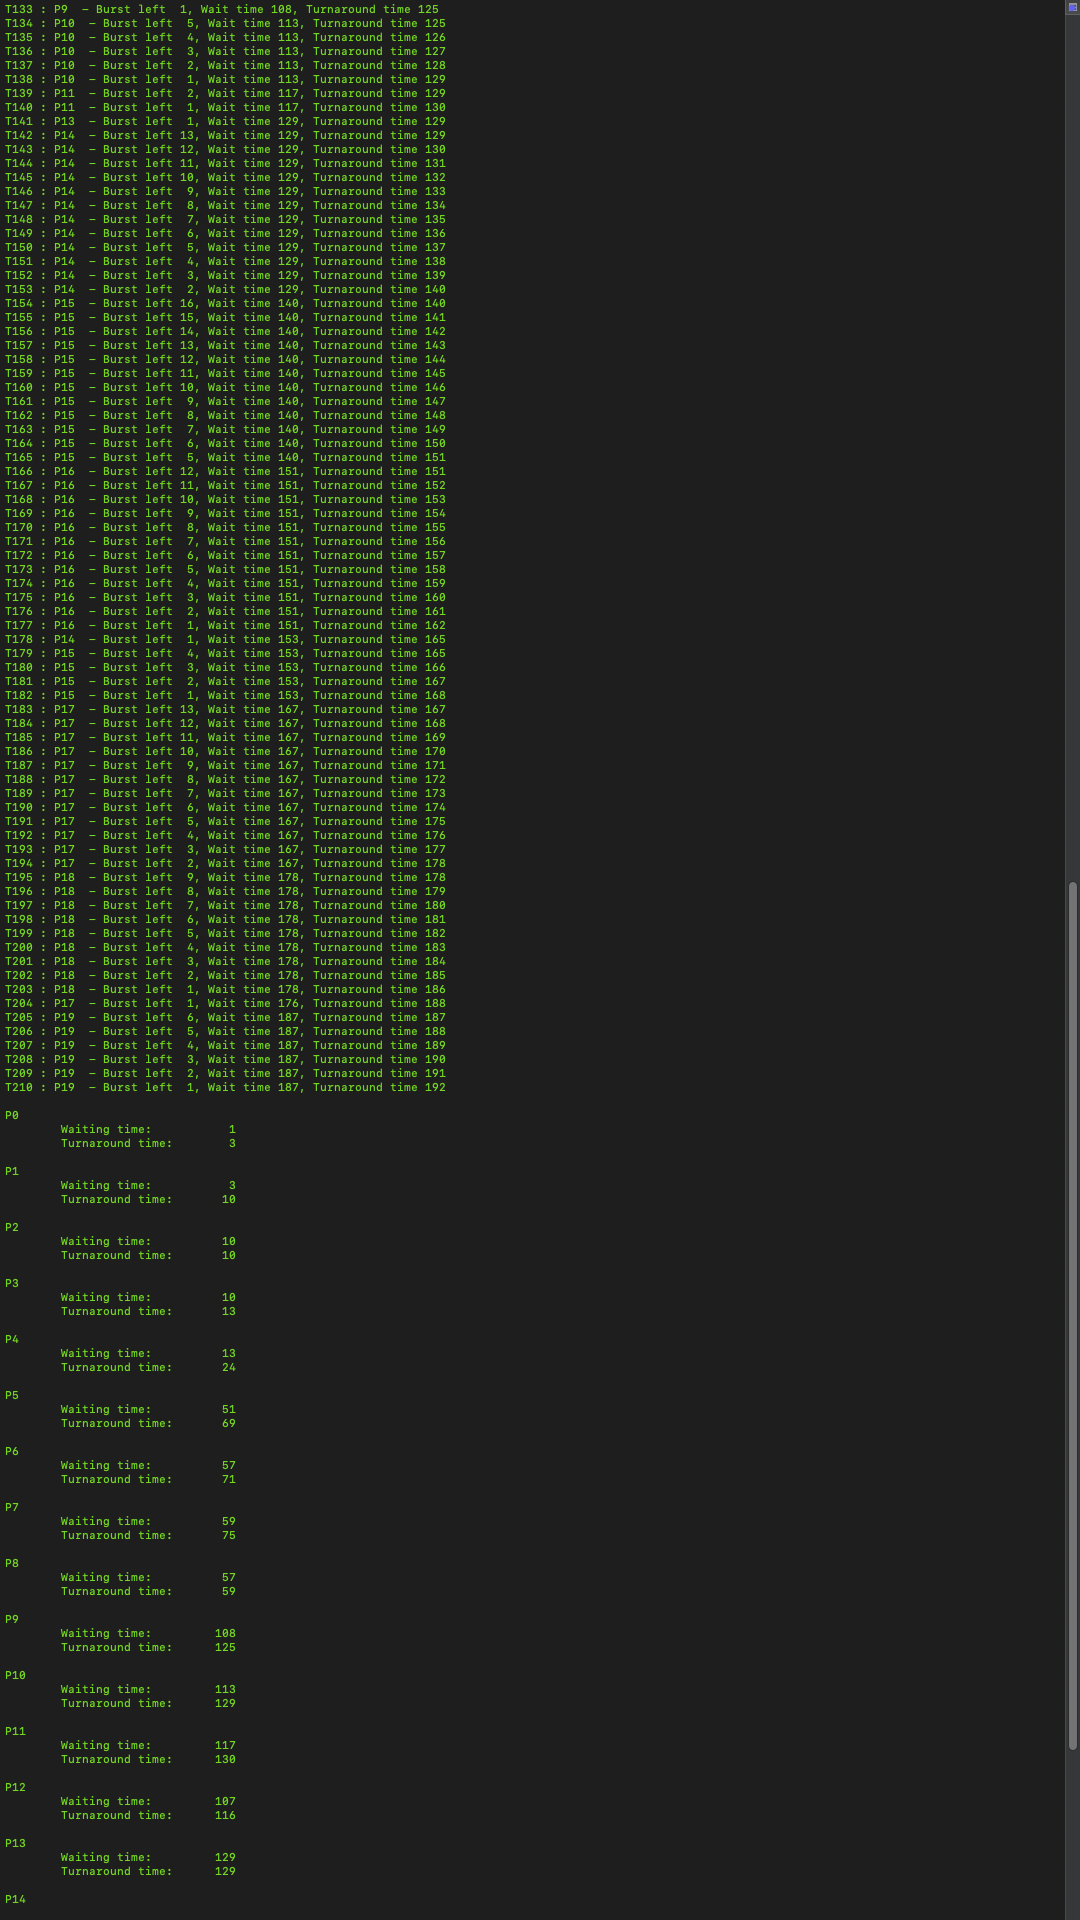 T133 : P9  – Burst left  1, Wait time 108, Turnaround time 125
T134 : P10  – Burst left  5, Wait time 113, Turnaround time 125
T135 : P10  – Burst left  4, Wait time 113, Turnaround time 126
T136 : P10  – Burst left  3, Wait time 113, Turnaround time 127
T137 : P10  – Burst left  2, Wait time 113, Turnaround time 128
T138 : P10  – Burst left  1, Wait time 113, Turnaround time 129
T139 : P11  – Burst left  2, Wait time 117, Turnaround time 129
T140 : P11  – Burst left  1, Wait time 117, Turnaround time 130
T141 : P13  – Burst left  1, Wait time 129, Turnaround time 129
T142 : P14  – Burst left 13, Wait time 129, Turnaround time 129
T143 : P14  – Burst left 12, Wait time 129, Turnaround time 130
T144 : P14  – Burst left 11, Wait time 129, Turnaround time 131
T145 : P14  – Burst left 10, Wait time 129, Turnaround time 132
T146 : P14  – Burst left  9, Wait time 129, Turnaround time 133
T147 : P14  – Burst left  8, Wait time 129, Turnaround time 134
T148 : P14  – Burst left  7, Wait time 129, Turnaround time 135
T149 : P14  – Burst left  6, Wait time 129, Turnaround time 136
T150 : P14  – Burst left  5, Wait time 129, Turnaround time 137
T151 : P14  – Burst left  4, Wait time 129, Turnaround time 138
T152 : P14  – Burst left  3, Wait time 129, Turnaround time 139
T153 : P14  – Burst left  2, Wait time 129, Turnaround time 140
T154 : P15  – Burst left 16, Wait time 140, Turnaround time 140
T155 : P15  – Burst left 15, Wait time 140, Turnaround time 141
T156 : P15  – Burst left 14, Wait time 140, Turnaround time 142
T157 : P15  – Burst left 13, Wait time 140, Turnaround time 143
T158 : P15  – Burst left 12, Wait time 140, Turnaround time 144
T159 : P15  – Burst left 11, Wait time 140, Turnaround time 145
T160 : P15  – Burst left 10, Wait time 140, Turnaround time 146
T161 : P15  – Burst left  9, Wait time 140, Turnaround time 147
T162 : P15  – Burst left  8, Wait time 140, Turnaround time 148
T163 : P15  – Burst left  7, Wait time 140, Turnaround time 149
T164 : P15  – Burst left  6, Wait time 140, Turnaround time 150
T165 : P15  – Burst left  5, Wait time 140, Turnaround time 151
T166 : P16  – Burst left 12, Wait time 151, Turnaround time 151
T167 : P16  – Burst left 11, Wait time 151, Turnaround time 152
T168 : P16  – Burst left 10, Wait time 151, Turnaround time 153
T169 : P16  – Burst left  9, Wait time 151, Turnaround time 154
T170 : P16  – Burst left  8, Wait time 151, Turnaround time 155
T171 : P16  – Burst left  7, Wait time 151, Turnaround time 156
T172 : P16  – Burst left  6, Wait time 151, Turnaround time 157
T173 : P16  – Burst left  5, Wait time 151, Turnaround time 158
T174 : P16  – Burst left  4, Wait time 151, Turnaround time 159
T175 : P16  – Burst left  3, Wait time 151, Turnaround time 160
T176 : P16  – Burst left  2, Wait time 151, Turnaround time 161
T177 : P16  – Burst left  1, Wait time 151, Turnaround time 162
T178 : P14  – Burst left  1, Wait time 153, Turnaround time 165
T179 : P15  – Burst left  4, Wait time 153, Turnaround time 165
T180 : P15  – Burst left  3, Wait time 153, Turnaround time 166
T181 : P15  – Burst left  2, Wait time 153, Turnaround time 167
T182 : P15  – Burst left  1, Wait time 153, Turnaround time 168
T183 : P17  – Burst left 13, Wait time 167, Turnaround time 167
T184 : P17  – Burst left 12, Wait time 167, Turnaround time 168
T185 : P17  – Burst left 11, Wait time 167, Turnaround time 169
T186 : P17  – Burst left 10, Wait time 167, Turnaround time 170
T187 : P17  – Burst left  9, Wait time 167, Turnaround time 171
T188 : P17  – Burst left  8, Wait time 167, Turnaround time 172
T189 : P17  – Burst left  7, Wait time 167, Turnaround time 173
T190 : P17  – Burst left  6, Wait time 167, Turnaround time 174
T191 : P17  – Burst left  5, Wait time 167, Turnaround time 175
T192 : P17  – Burst left  4, Wait time 167, Turnaround time 176
T193 : P17  – Burst left  3, Wait time 167, Turnaround time 177
T194 : P17  – Burst left  2, Wait time 167, Turnaround time 178
T195 : P18  – Burst left  9, Wait time 178, Turnaround time 178
T196 : P18  – Burst left  8, Wait time 178, Turnaround time 179
T197 : P18  – Burst left  7, Wait time 178, Turnaround time 180
T198 : P18  – Burst left  6, Wait time 178, Turnaround time 181
T199 : P18  – Burst left  5, Wait time 178, Turnaround time 182
T200 : P18  – Burst left  4, Wait time 178, Turnaround time 183
T201 : P18  – Burst left  3, Wait time 178, Turnaround time 184
T202 : P18  – Burst left  2, Wait time 178, Turnaround time 185
T203 : P18  – Burst left  1, Wait time 178, Turnaround time 186
T204 : P17  – Burst left  1, Wait time 176, Turnaround time 188
T205 : P19  – Burst left  6, Wait time 187, Turnaround time 187
T206 : P19  – Burst left  5, Wait time 187, Turnaround time 188
T207 : P19  – Burst left  4, Wait time 187, Turnaround time 189
T208 : P19  – Burst left  3, Wait time 187, Turnaround time 190
T209 : P19  – Burst left  2, Wait time 187, Turnaround time 191
T210 : P19  – Burst left  1, Wait time 187, Turnaround time 192
P0
Waiting time: 1
Turnaround time: 3
P1
Waiting time: 3
Turnaround time: 10
P2
Waiting time: 10
Turnaround time: 10
P3
Waiting time: 10
Turnaround time: 13
P4
Waiting time: 13
Turnaround time: 24
P5
Waiting time: 51
Turnaround time: 69
P6
Waiting time: 57
Turnaround time: 71
P7
Waiting time: 59
Turnaround time: 75
P8
Waiting time: 57
Turnaround time: 59
P9
Waiting time: 108
Turnaround time: 125
P10
Waiting time: 113
Turnaround time: 129
P11
Waiting time: 117
Turnaround time: 130
P12
Waiting time: 107
Turnaround time: 116
P13
Waiting time: 129
Turnaround time: 129
P14